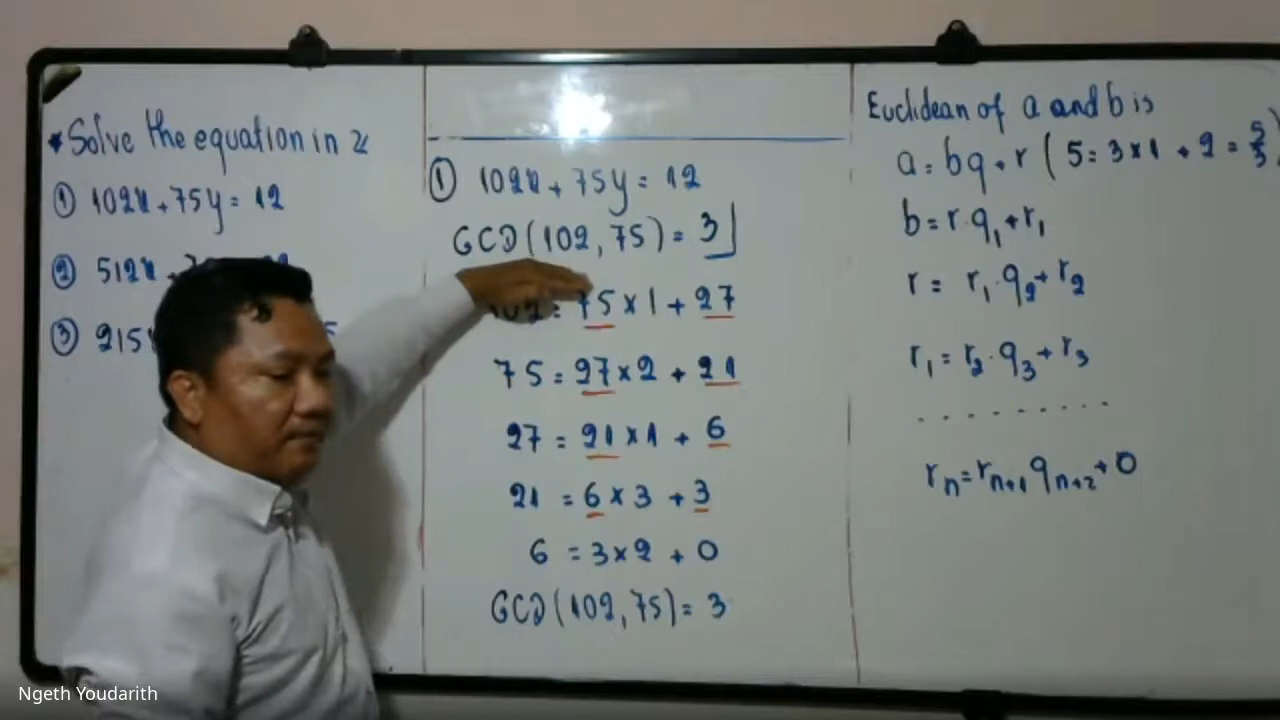 * Solve the equation in ℤ
① 102x + 75y = 12
② 512x +
③ 215
① 102x + 75y = 12
GCD(102, 75) = 3
102 = 75 × 1 + 27
75 = 27 × 2 + 21
27 = 21 × 1 + 6
21 = 6 × 3 + 3
6 = 3 × 2 + 0
GCD(102, 75) = 3
Euclidean of a and b is
a = bq + r ( 5 = 3 × 1 + 2 = 5/3 )
b = r · q₁ + r₁
r = r₁ · q₂ + r₂
r₁ = r₂ · q₃ + r₃
. . . . . . . . .
rₙ = rₙ₊₁ qₙ₊₂ + 0
Ngeth Youdarith